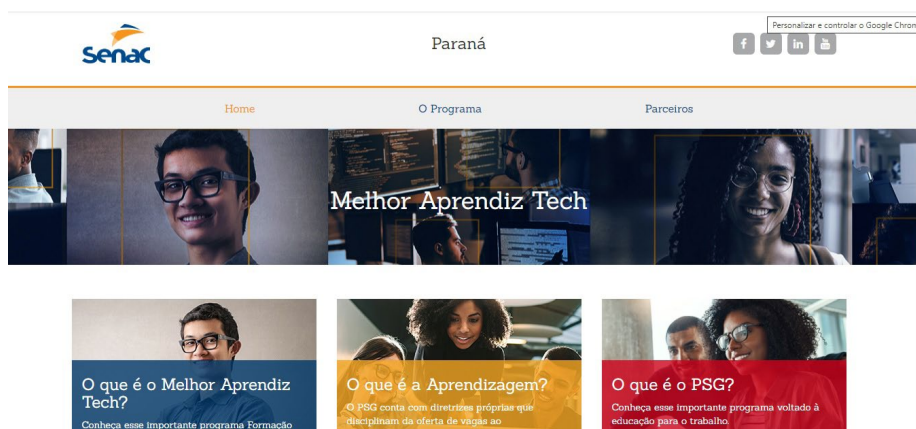 Personalizar e controlar o Google Chrom
Senac
Paraná
Home
O Programa
Parceiros
Melhor Aprendiz Tech
O que é o Melhor Aprendiz
Tech?
Conheça esse importante programa Formação
O que é a Aprendizagem?
O PSG conta com diretrizes próprias que
disciplinam da oferta de vagas ao
O que é o PSG?
Conheça esse importante programa voltado à
educação para o trabalho.